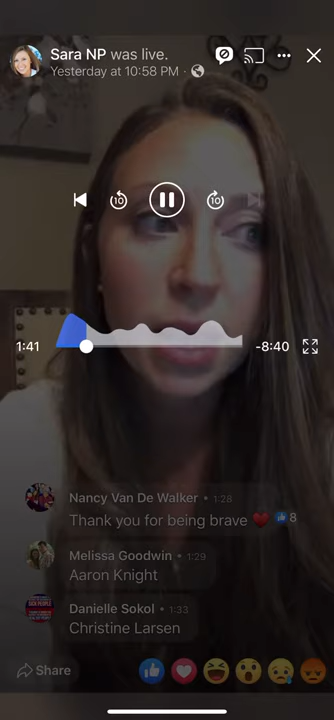 Sara NP was live.
Yesterday at 10:58 PM ·
10
10
1:41
-8:40
Nancy Van De Walker • 1:28
Thank you for being brave ❤️ 8
Melissa Goodwin • 1:29
Aaron Knight
Danielle Sokol • 1:33
Christine Larsen
Share